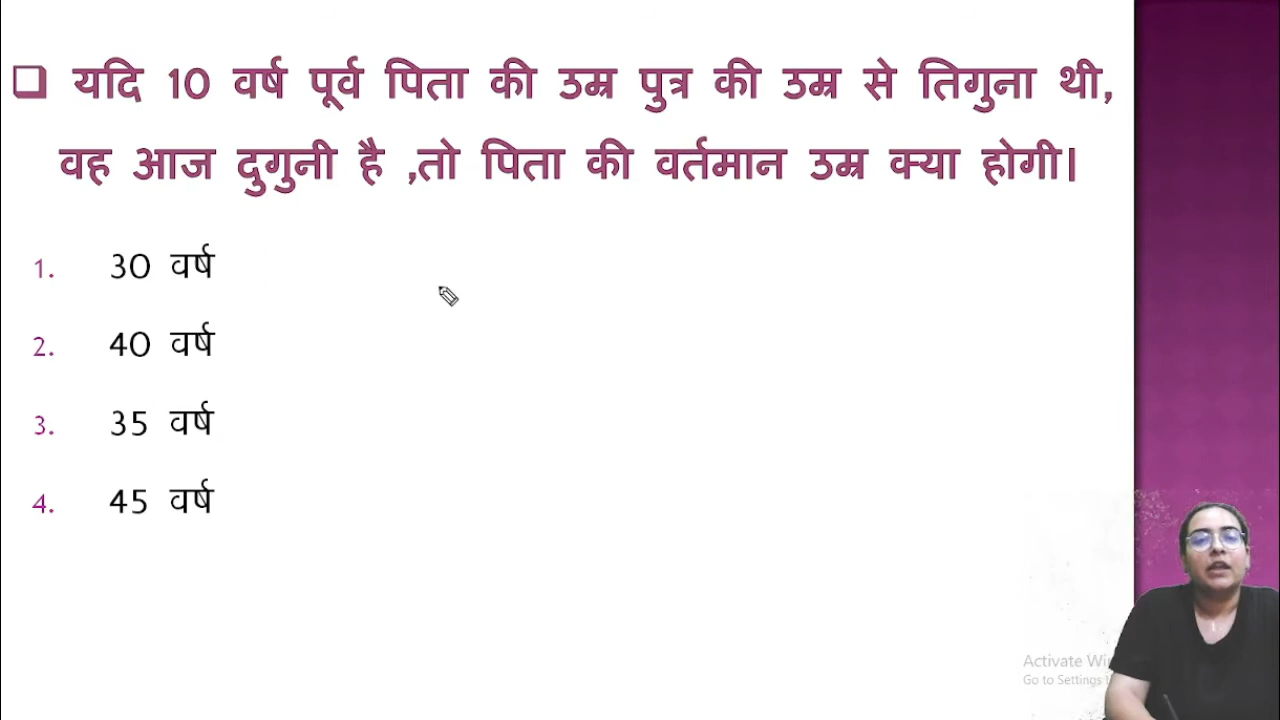 ❑ यदि 10 वर्ष पूर्व पिता की उम्र पुत्र की उम्र से तिगुना थी,
वह आज दुगुनी है ,तो पिता की वर्तमान उम्र क्या होगी।
1. 30 वर्ष
2. 40 वर्ष
3. 35 वर्ष
4. 45 वर्ष
Activate
Go to Settings